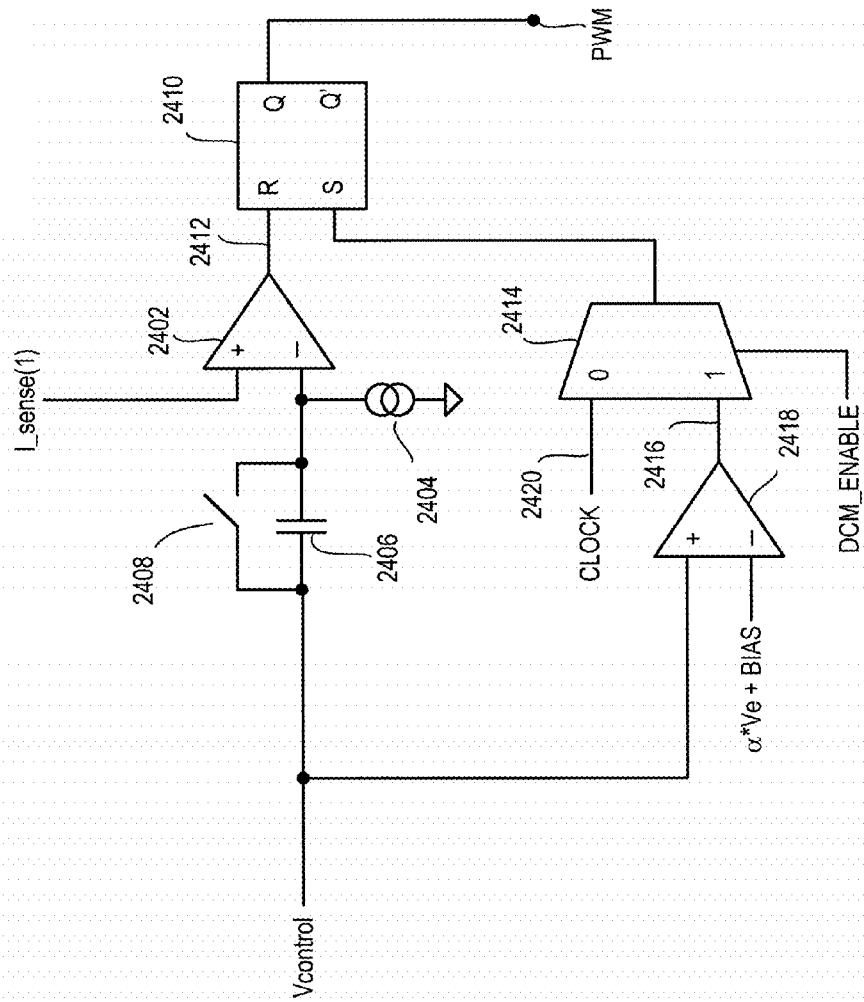 PWM
2410
Q
Q'
R
S
2412
2402
I_sense(1)
+
−
2414
0
1
2408
2406
2404
2420
CLOCK
2416
2418
+
−
DCM_ENABLE
α*Ve + BIAS
Vcontrol